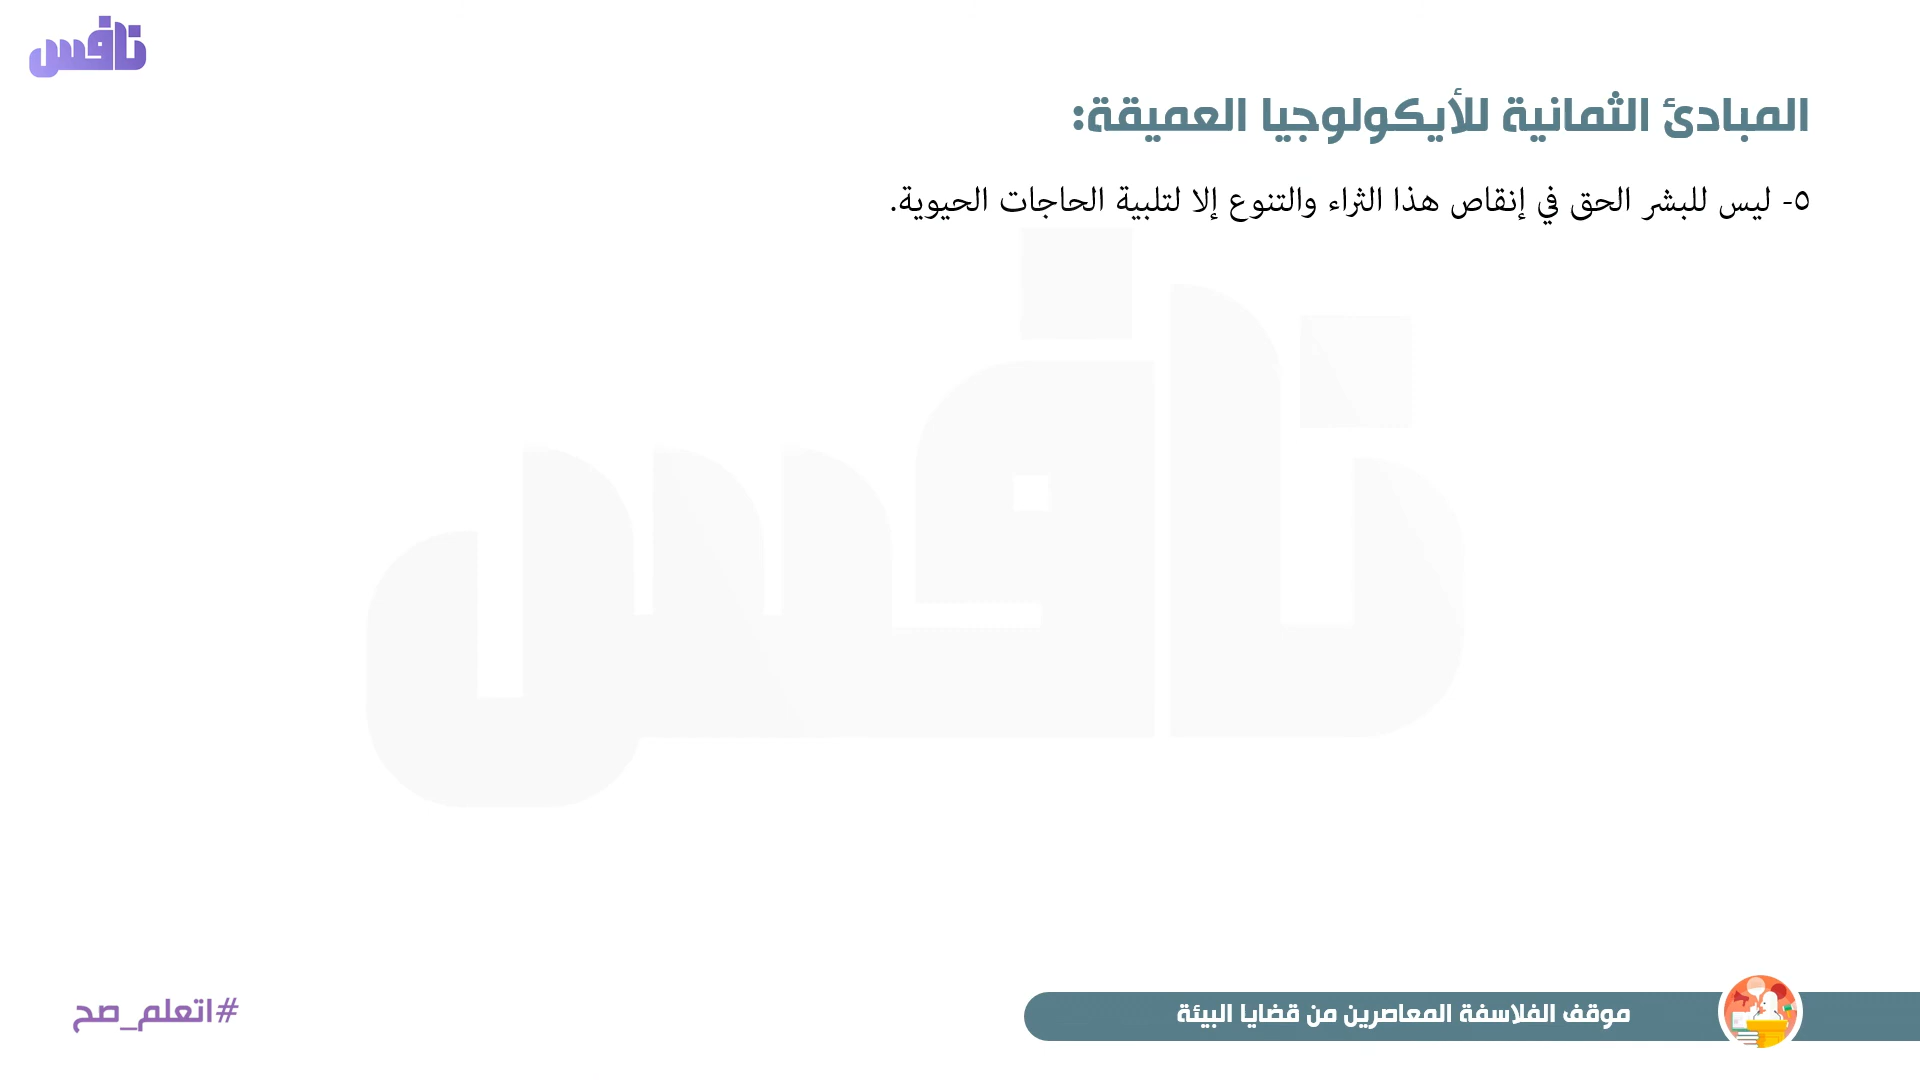 نافس
المبادئ الثمانية للأيكولوجيا العميقة:
٥- ليس للبشر الحق في إنقاص هذا الثراء والتنوع إلا لتلبية الحاجات الحيوية.
نافس
موقف الفلاسفة المعاصرين من قضايا البيئة
#اتعلم_صح